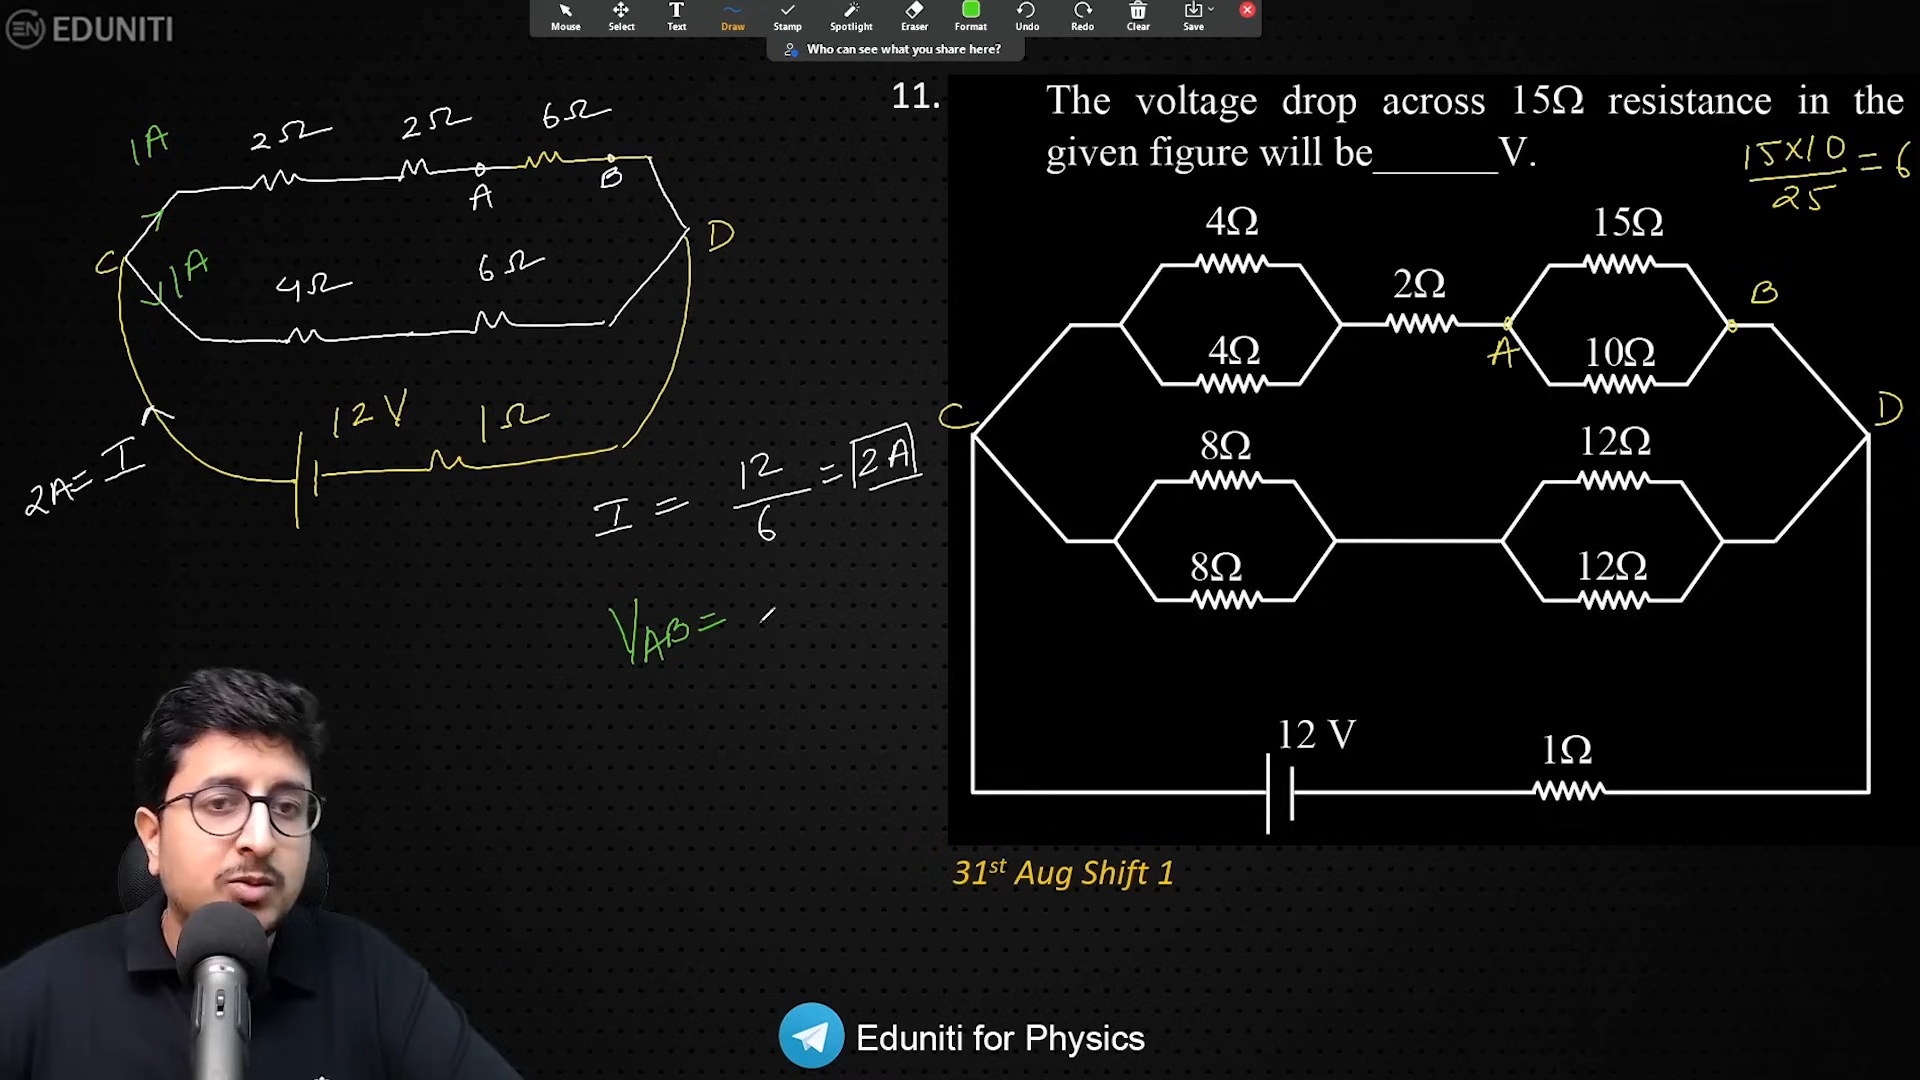 EN EDUNITI
Mouse Select Text Draw Stamp Spotlight Eraser Format Undo Redo Clear Save
Who can see what you share here?
11. The voltage drop across 15Ω resistance in the
given figure will be______V.
15×10
25
= 6
1A
2Ω 2Ω 6Ω
A B
C 1A D
4Ω 6Ω
12V 1Ω
2A = I
I = 12
6
= 2A
V_AB =
4Ω 15Ω
2Ω
B
4Ω A 10Ω
C D
8Ω 12Ω
8Ω 12Ω
12 V 1Ω
31st Aug Shift 1
Eduniti for Physics